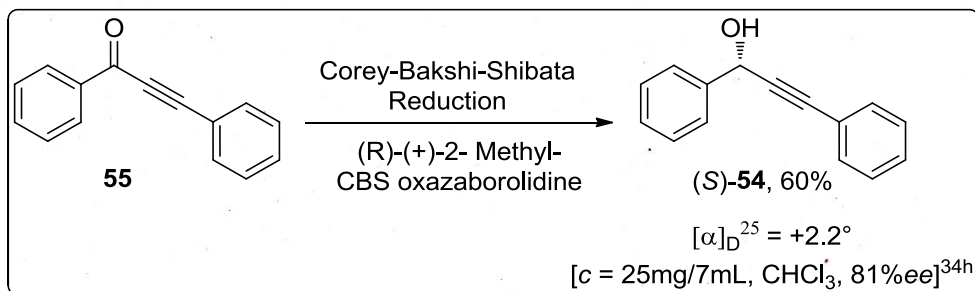 O
OH
Corey-Bakshi-Shibata
Reduction
(R)-(+)-2- Methyl-
CBS oxazaborolidine
55
(S)-54, 60%
[α]D25 = +2.2°
[c = 25mg/7mL, CHCl3, 81%ee]34h